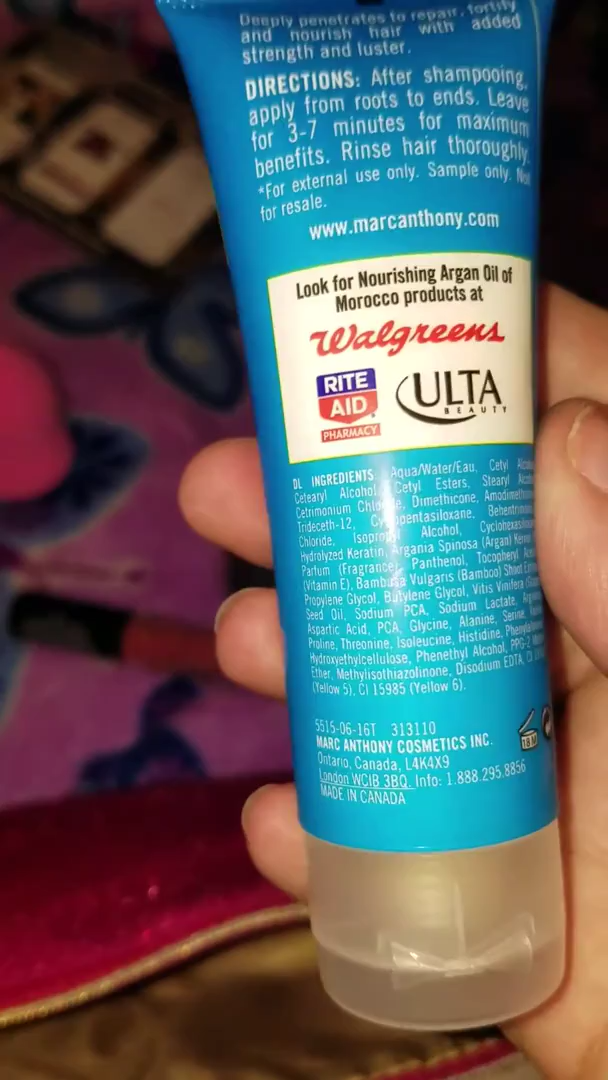 Deeply penetrates to repair, fortify
and nourish hair with added
strength and luster.
DIRECTIONS: After shampooing,
apply from roots to ends. Leave
for 3-7 minutes for maximum
benefits. Rinse hair thoroughly.
*For external use only. Sample only. Not
for resale.
www.marcanthony.com
Look for Nourishing Argan Oil of
Morocco products at
Walgreens
RITE
AID
PHARMACY
ULTA
BEAUTY
DL INGREDIENTS Aqua/Water/Eau, Cetyl
Cetearyl Alcohol, Cetyl Esters, Stearyl
Cetrimonium Dimethicone,
Trideceth-12,
Chloride, Alcohol,
Hydrolyzed Keratin, Argania Spinosa (Argan)
Parfum (Fragrance), Panthenol, Tocopheryl
(Vitamin E), Bambusa Vulgaris (Bamboo) Shoot
Propylene Glycol, Butylene Glycol, Vitis Vinifera
Seed Oil, Sodium PCA, Sodium Lactate,
Aspartic Acid, PCA, Glycine, Alanine, Serine,
Proline, Threonine, Isoleucine, Histidine,
Hydroxyethylcellulose, Phenethyl Alcohol, PPG-2
Ether, Methylisothiazolinone, Disodium EDTA,
(Yellow 5), CI 15985 (Yellow 6).
5515-06-16T 313110
MARC ANTHONY COSMETICS INC.
Ontario, Canada, L4K4X9
London WCIB 3BQ. Info: 1.888.295.8856
MADE IN CANADA
18 M